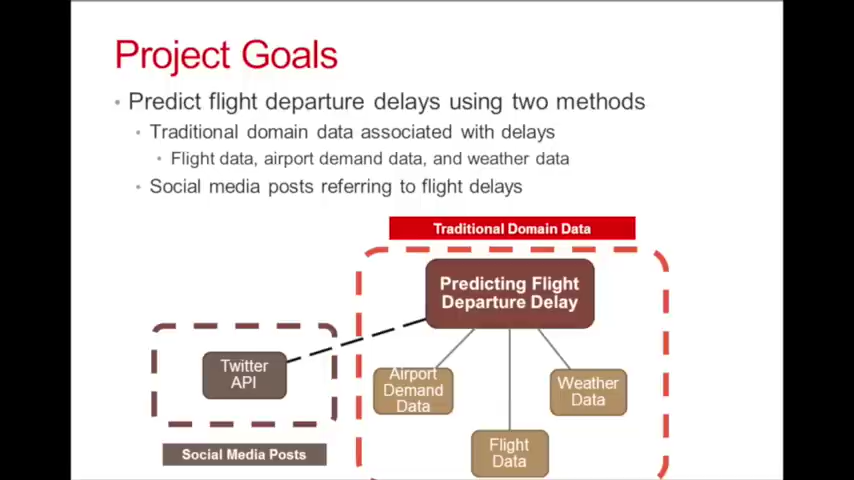 Project Goals
• Predict flight departure delays using two methods
• Traditional domain data associated with delays
• Flight data, airport demand data, and weather data
• Social media posts referring to flight delays
Traditional Domain Data
Predicting Flight
Departure Delay
Twitter
API
Airport
Demand
Data
Weather
Data
Flight
Data
Social Media Posts